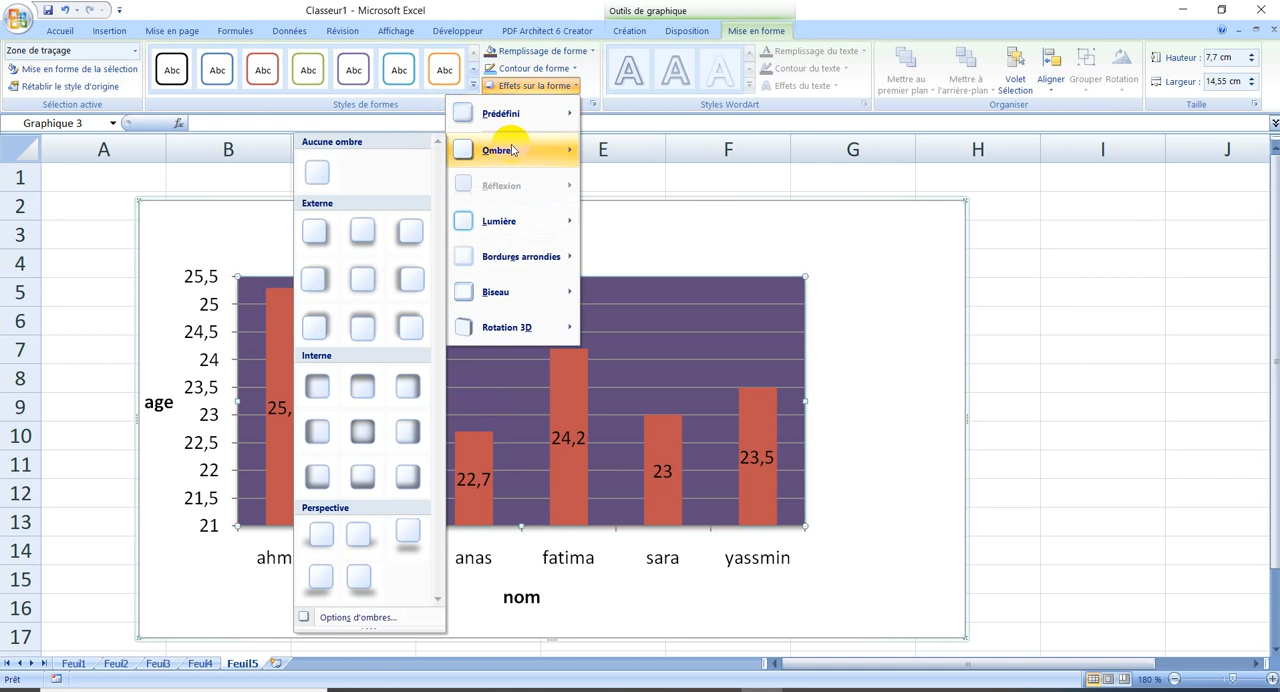 Classeur1 - Microsoft Excel
Outils de graphique
Accueil Insertion Mise en page Formules Données Révision Affichage Développeur PDF Architect 6 Creator Création Disposition Mise en forme
Zone de traçage
Mise en forme de la sélection
Rétablir le style d'origine
Sélection active
Abc Abc Abc Abc Abc Abc Abc
Styles de formes
Remplissage de forme
Contour de forme
Effets sur la forme
A A A
Remplissage du texte
Contour du texte
Effets du texte
Styles WordArt
Mettre au premier plan
Mettre à l'arrière-plan
Volet Sélection
Aligner
Grouper
Rotation
Organiser
Hauteur : 7,7 cm
Largeur : 14,55 cm
Taille
Graphique 3
fx
A B E F G H I J
1
2
3
4
5
6
7
8
9
10
11
12
13
14
15
16
17
Prédéfini
Ombre
Réflexion
Lumière
Bordures arrondies
Biseau
Rotation 3D
Aucune ombre
Externe
Interne
Perspective
Options d'ombres...
25,5
25
24,5
24
23,5
23
22,5
22
21,5
21
age
25,
22,7
24,2
23
23,5
ahm anas fatima sara yassmin
nom
Feuil1 Feuil2 Feuil3 Feuil4 Feuil5
Prêt
180 %